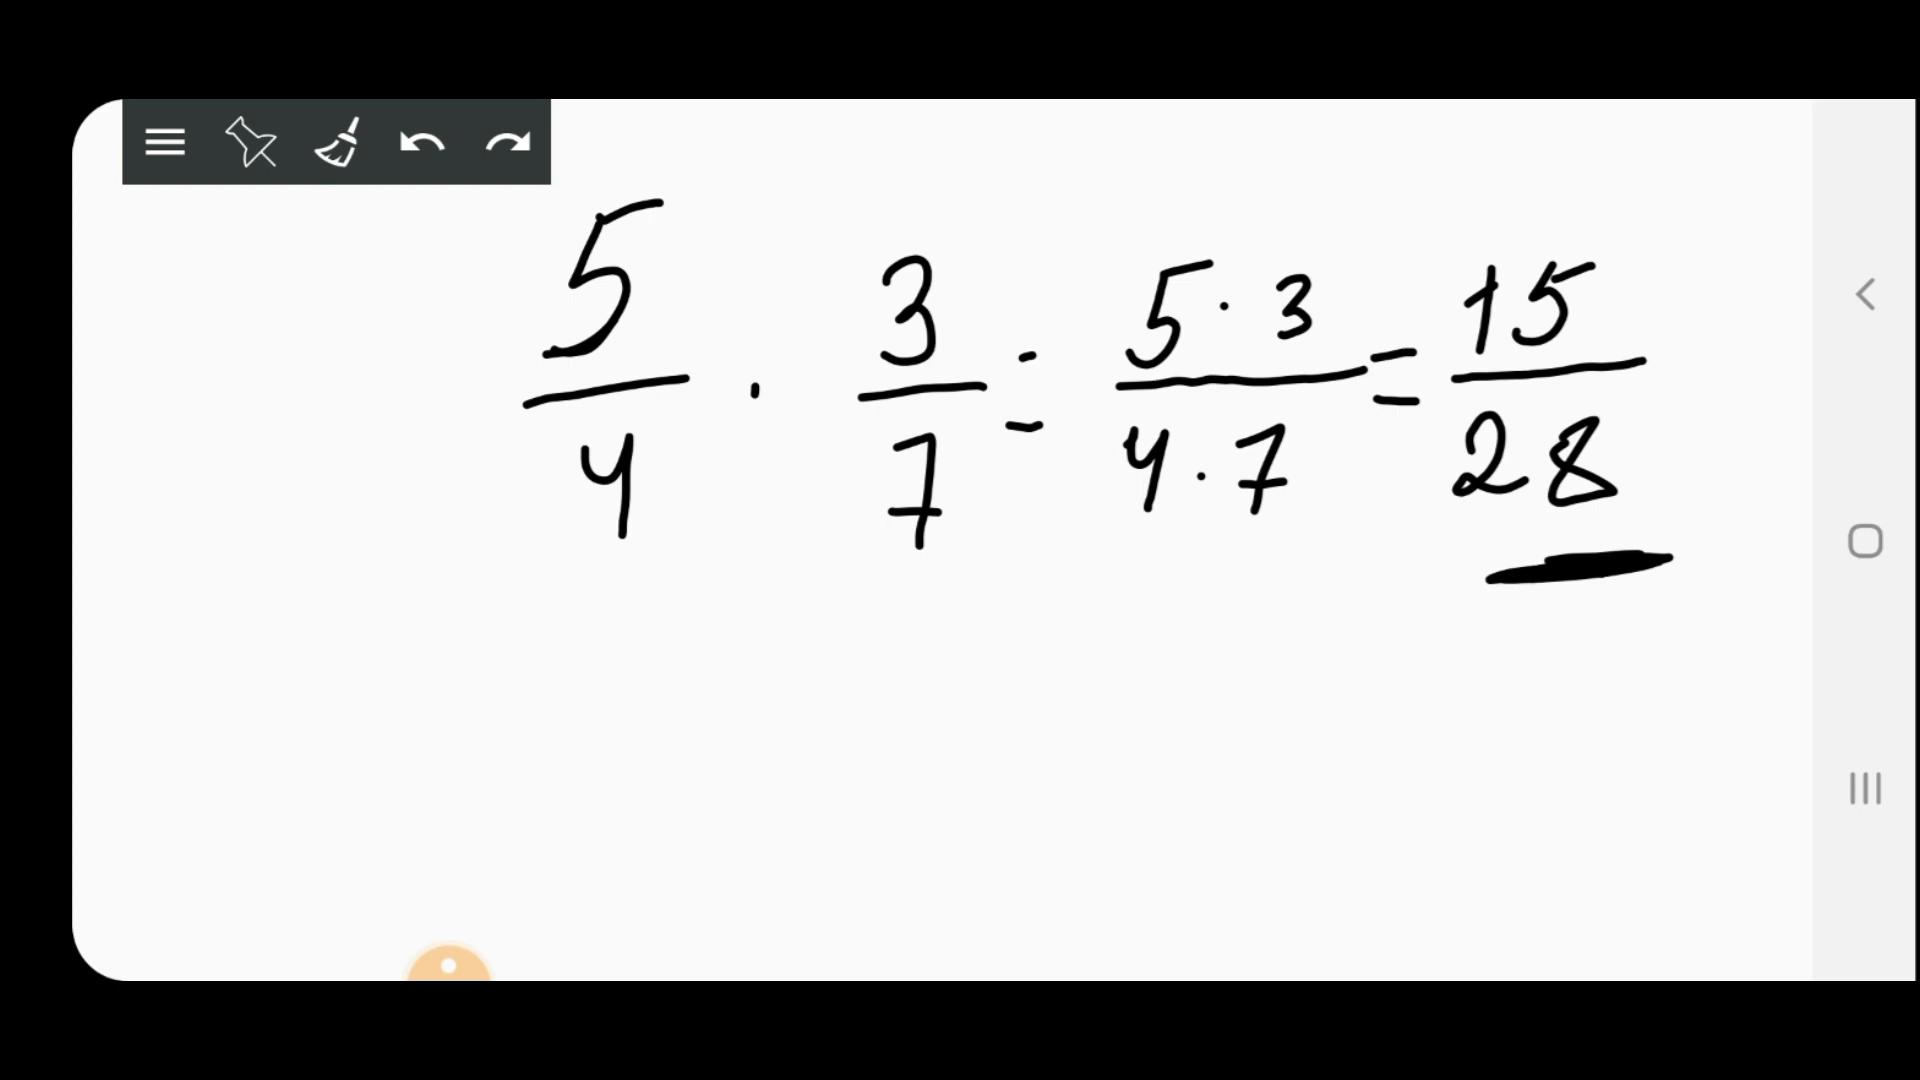 5/4 · 3/7 = 5 · 3/4 · 7 = 15/28